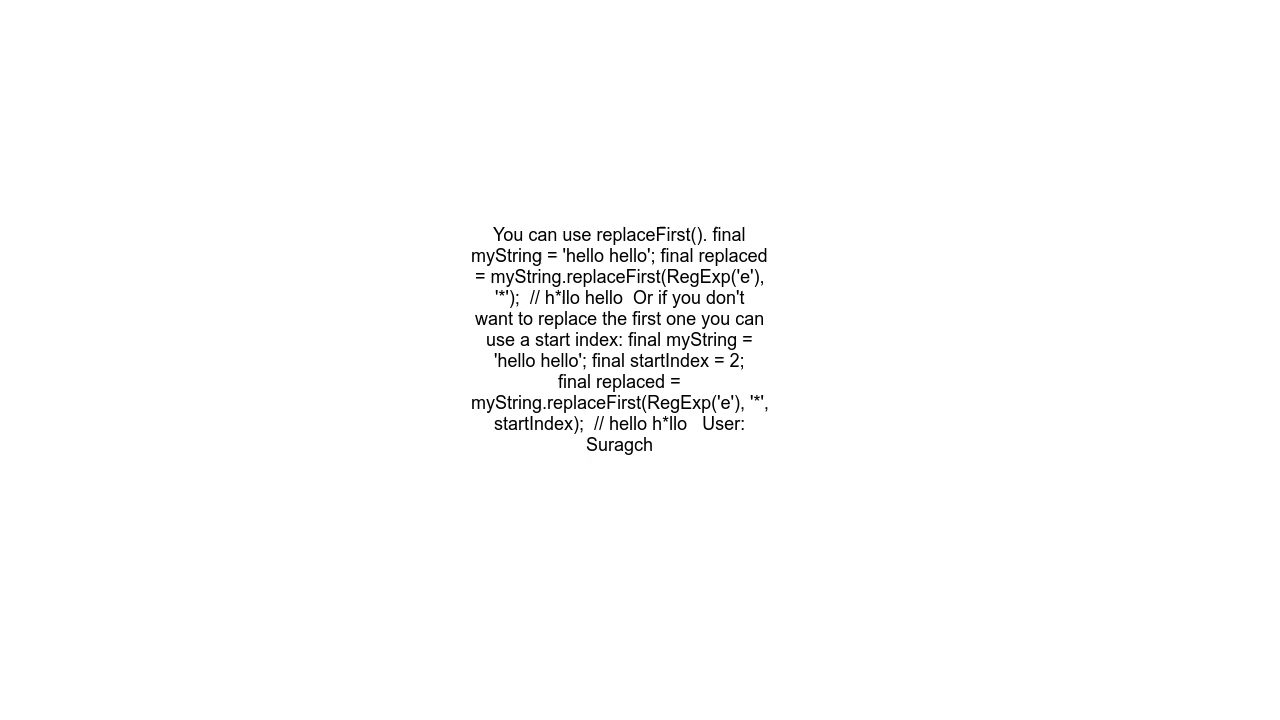 You can use replaceFirst(). final
myString = 'hello hello'; final replaced
= myString.replaceFirst(RegExp('e'),
'*');  // h*llo hello  Or if you don't
want to replace the first one you can
use a start index: final myString =
'hello hello'; final startIndex = 2;
final replaced =
myString.replaceFirst(RegExp('e'), '*',
startIndex);  // hello h*llo   User:
Suragch